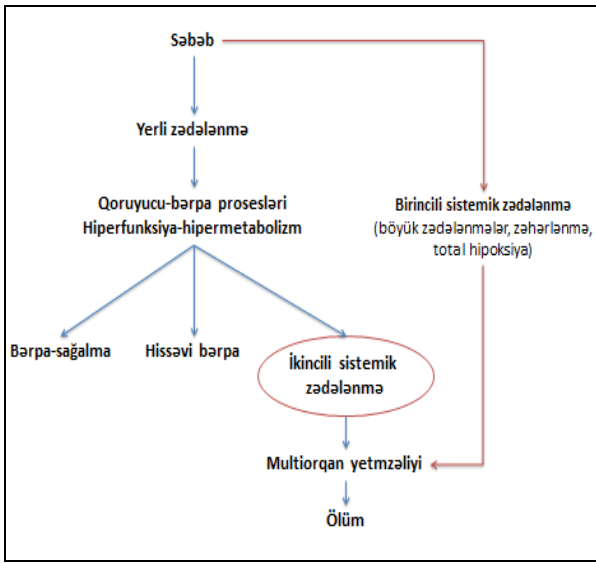 Səbəb
Yerli zədələnmə
Qoruyucu-bərpa prosesləri
Hiperfunksiya-hipermetabolizm
Birincili sistemik zədələnmə
(böyük zədələnmələr, zəhərlənmə,
total hipoksiya)
Bərpa-sağalma
Hissəvi bərpa
İkincili sistemik
zədələnmə
Multiorqan yetmzəliyi
Ölüm